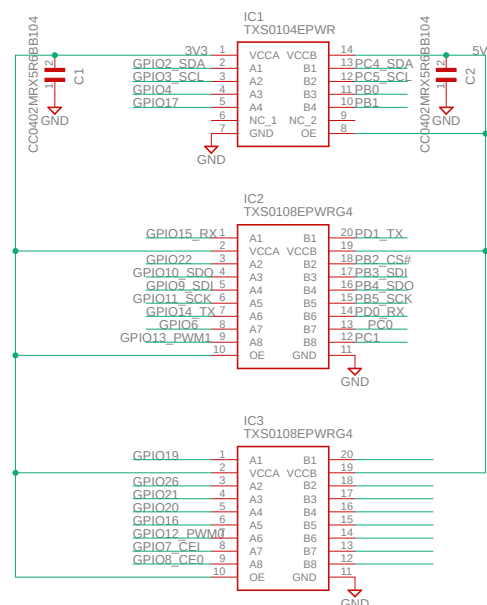 IC1
TXS0104EPWR
3V3 1 VCCA VCCB 14 5V
GPIO2_SDA 2 A1 B1 13 PC4_SDA
GPIO3_SCL 3 A2 B2 12 PC5_SCL
GPIO4 4 A3 B3 11 PB0
GPIO17 5 A4 B4 10 PB1
6 NC_1 NC_2 9
7 GND OE 8
GND
CC0402MRX5R6BB104
2
1
C1
GND
CC0402MRX5R6BB104
2
1
C2
GND
IC2
TXS0108EPWRG4
GPIO15_RX 1 A1 B1 20 PD1_TX
2 VCCA VCCB 19
GPIO22 3 A2 B2 18 PB2_CS#
GPIO10_SDO 4 A3 B3 17 PB3_SDI
GPIO9_SDI 5 A4 B4 16 PB4_SDO
GPIO11_SCK 6 A5 B5 15 PB5_SCK
GPIO14_TX 7 A6 B6 14 PD0_RX
GPIO6 8 A7 B7 13 PC0
GPIO13_PWM1 9 A8 B8 12 PC1
10 OE GND 11
GND
IC3
TXS0108EPWRG4
GPIO19 1 A1 B1 20
2 VCCA VCCB 19
GPIO26 3 A2 B2 18
GPIO21 4 A3 B3 17
GPIO20 5 A4 B4 16
GPIO16 6 A5 B5 15
GPIO12_PWM0 7 A6 B6 14
GPIO7_CEI 8 A7 B7 13
GPIO8_CE0 9 A8 B8 12
10 OE GND 11
GND